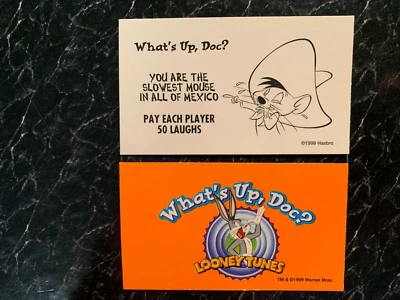 What's Up, Doc?
YOU ARE THE
SLOWEST MOUSE
IN ALL OF MEXICO
PAY EACH PLAYER
50 LAUGHS
©1999 Hasbro
What's Up, Doc?
LOONEY TUNES
TM & ©1999 Warner Bros.